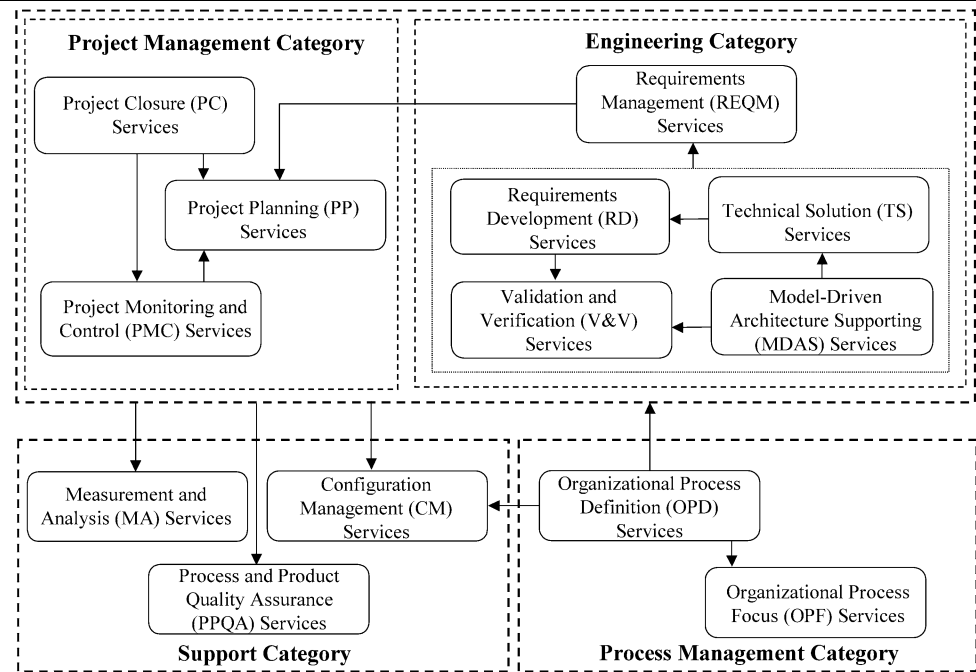 Project Management Category
Project Closure (PC)
Services
Project Planning (PP)
Services
Project Monitoring and
Control (PMC) Services
Engineering Category
Requirements
Management (REQM)
Services
Requirements
Development (RD)
Services
Technical Solution (TS)
Services
Validation and
Verification (V&V)
Services
Model-Driven
Architecture Supporting
(MDAS) Services
Measurement and
Analysis (MA) Services
Configuration
Management (CM)
Services
Process and Product
Quality Assurance
(PPQA) Services
Support Category
Organizational Process
Definition (OPD)
Services
Organizational Process
Focus (OPF) Services
Process Management Category